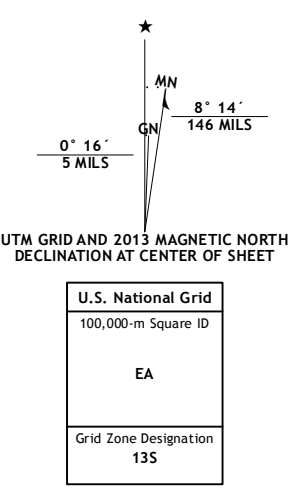 MN
8° 14´
146 MILS
GN
0° 16´
5 MILS
UTM GRID AND 2013 MAGNETIC NORTH
DECLINATION AT CENTER OF SHEET
U.S. National Grid
100,000-m Square ID
EA
Grid Zone Designation
13S